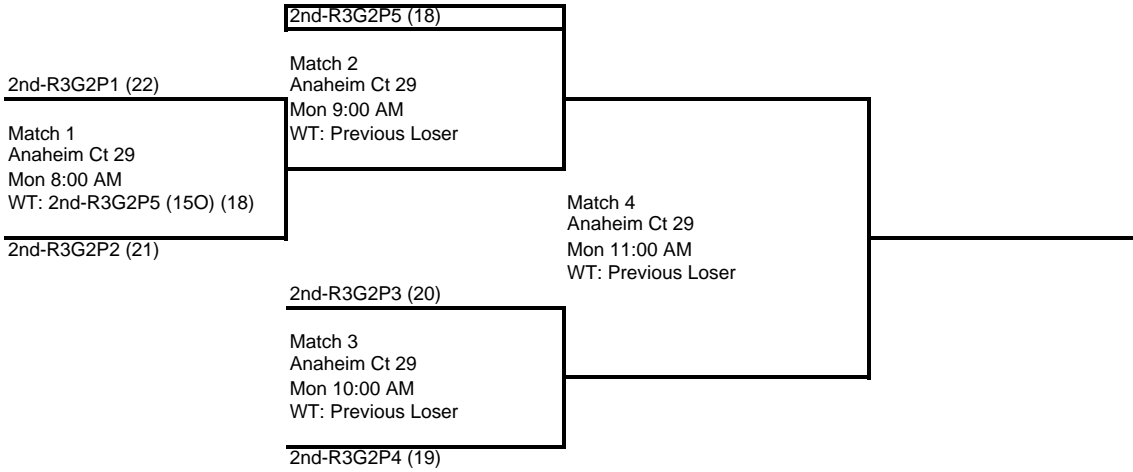 2nd-R3G2P5 (18)
Match 2
Anaheim Ct 29
Mon 9:00 AM
WT: Previous Loser
2nd-R3G2P1 (22)
Match 1
Anaheim Ct 29
Mon 8:00 AM
WT: 2nd-R3G2P5 (15O) (18)
2nd-R3G2P2 (21)
Match 4
Anaheim Ct 29
Mon 11:00 AM
WT: Previous Loser
2nd-R3G2P3 (20)
Match 3
Anaheim Ct 29
Mon 10:00 AM
WT: Previous Loser
2nd-R3G2P4 (19)